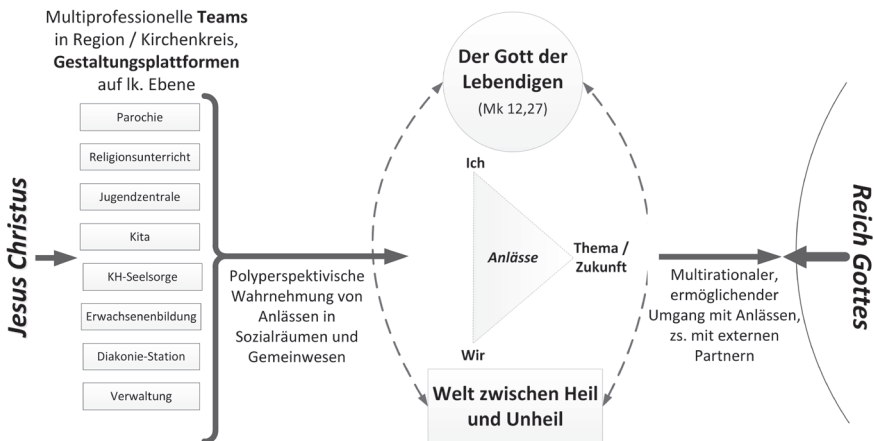 Jesus Christus
Multiprofessionelle Teams
in Region / Kirchenkreis,
Gestaltungsplattformen
auf lk. Ebene
Parochie
Religionsunterricht
Jugendzentrale
Kita
KH-Seelsorge
Erwachsenenbildung
Diakonie-Station
Verwaltung
Polyperspektivische
Wahrnehmung von
Anlässen in
Sozialräumen und
Gemeinwesen
Der Gott der
Lebendigen
(Mk 12,27)
Ich
Anlässe
Thema /
Zukunft
Wir
Welt zwischen Heil
und Unheil
Multirationaler,
ermöglichender
Umgang mit Anlässen,
zs. mit externen
Partnern
Reich Gottes